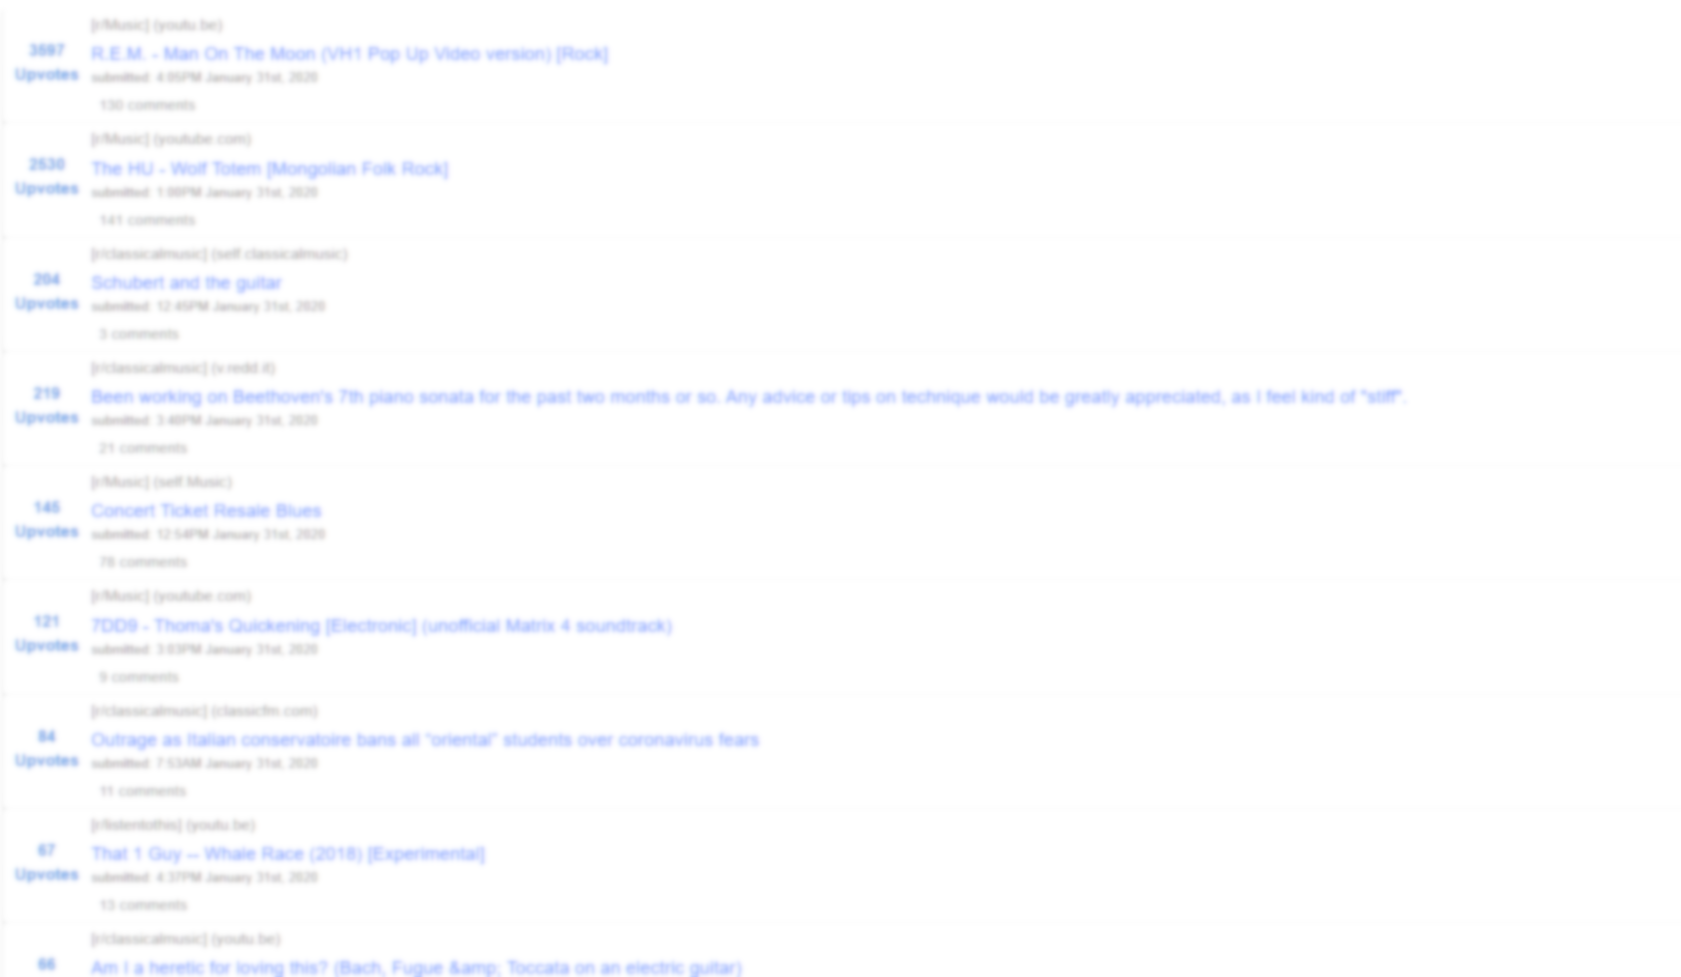 [r/Music] (youtu.be)
3597 Upvotes
R.E.M. - Man On The Moon (VH1 Pop Up Video version) [Rock]
submitted: 4:05PM January 31st, 2020
130 comments
[r/Music] (youtube.com)
2530 Upvotes
The HU - Wolf Totem [Mongolian Folk Rock]
submitted: 1:08PM January 31st, 2020
141 comments
[r/classicalmusic] (self.classicalmusic)
204 Upvotes
Schubert and the guitar
submitted: 12:45PM January 31st, 2020
3 comments
[r/classicalmusic] (v.redd.it)
219 Upvotes
Been working on Beethoven's 7th piano sonata for the past two months or so. Any advice or tips on technique would be greatly appreciated, as I feel kind of "stiff".
submitted: 3:40PM January 31st, 2020
21 comments
[r/Music] (self.Music)
145 Upvotes
Concert Ticket Resale Blues
submitted: 12:54PM January 31st, 2020
78 comments
[r/Music] (youtube.com)
121 Upvotes
7DD9 - Thoma's Quickening [Electronic] (unofficial Matrix 4 soundtrack)
submitted: 3:03PM January 31st, 2020
9 comments
[r/classicalmusic] (classicfm.com)
84 Upvotes
Outrage as Italian conservatoire bans all “oriental” students over coronavirus fears
submitted: 7:53AM January 31st, 2020
11 comments
[r/listentothis] (youtu.be)
67 Upvotes
That 1 Guy -- Whale Race (2018) [Experimental]
submitted: 4:37PM January 31st, 2020
13 comments
[r/classicalmusic] (youtu.be)
66
Am I a heretic for loving this? (Bach, Fugue &amp; Toccata on an electric guitar)